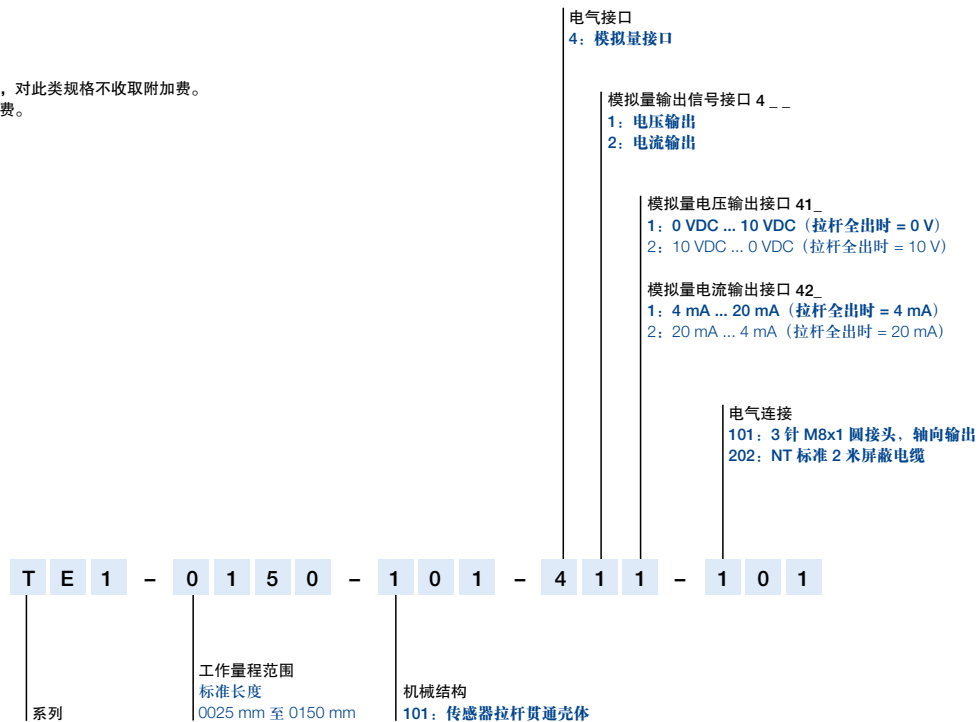 电气接口
4：模拟量接口
，对此类规格不收取附加费。
费。
模拟量输出信号接口 4 _ _
1：电压输出
2：电流输出
模拟量电压输出接口 41_
1：0 VDC ... 10 VDC（拉杆全出时 = 0 V）
2：10 VDC ... 0 VDC（拉杆全出时 = 10 V）
模拟量电流输出接口 42_
1：4 mA ... 20 mA（拉杆全出时 = 4 mA）
2：20 mA ... 4 mA（拉杆全出时 = 20 mA）
电气连接
101：3 针 M8x1 圆接头，轴向输出
202：NT 标准 2 米屏蔽电缆
T E 1 – 0 1 5 0 – 1 0 1 – 4 1 1 – 1 0 1
工作量程范围
标准长度
0025 mm 至 0150 mm
机械结构
101：传感器拉杆贯通壳体
系列